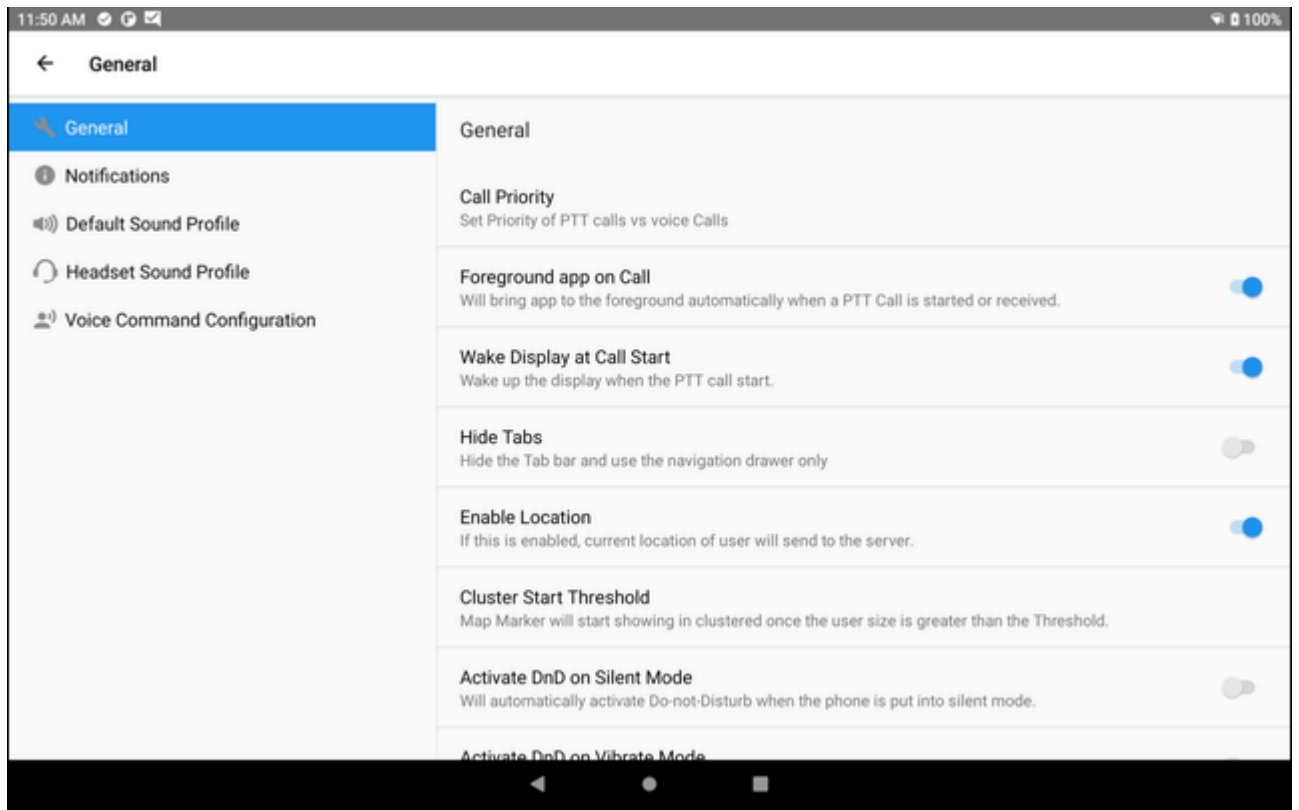 11:50 AM
100%
General
General
Notifications
Default Sound Profile
Headset Sound Profile
Voice Command Configuration
General
Call Priority
Set Priority of PTT calls vs voice Calls
Foreground app on Call
Will bring app to the foreground automatically when a PTT Call is started or received.
Wake Display at Call Start
Wake up the display when the PTT call start.
Hide Tabs
Hide the Tab bar and use the navigation drawer only
Enable Location
If this is enabled, current location of user will send to the server.
Cluster Start Threshold
Map Marker will start showing in clustered once the user size is greater than the Threshold.
Activate DnD on Silent Mode
Will automatically activate Do-not-Disturb when the phone is put into silent mode.
Activate DnD on Vibrate Mode